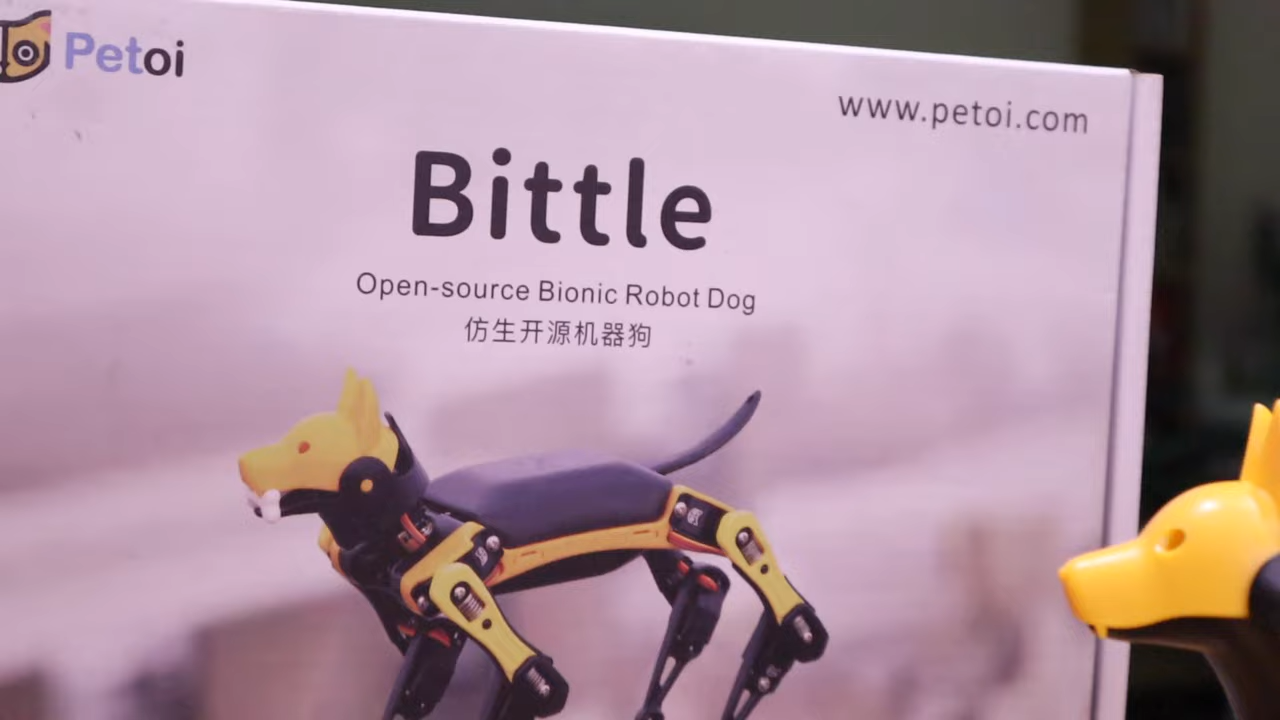 Petoi
www.petoi.com
Bittle
Open-source Bionic Robot Dog
仿生开源机器狗